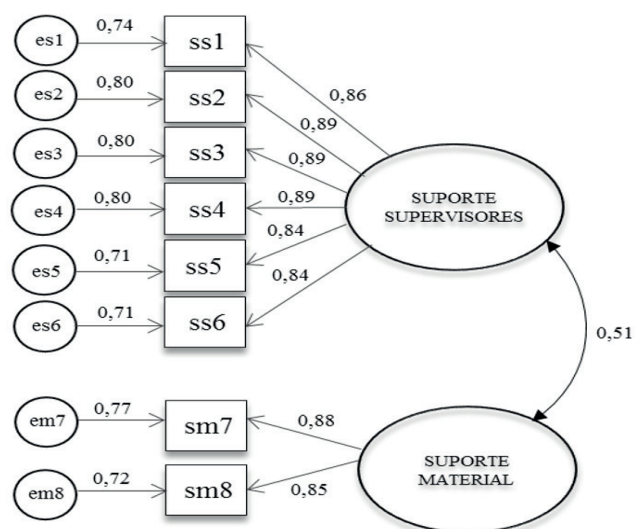 es1 0,74 ss1
es2 0,80 ss2
0,86
0,89
es3 0,80 ss3
0,89
es4 0,80 ss4
0,89
SUPORTE
SUPERVISORES
es5 0,71 ss5
0,84
es6 0,71 ss6
0,84
0,51
em7 0,77 sm7
0,88
em8 0,72 sm8
0,85
SUPORTE
MATERIAL